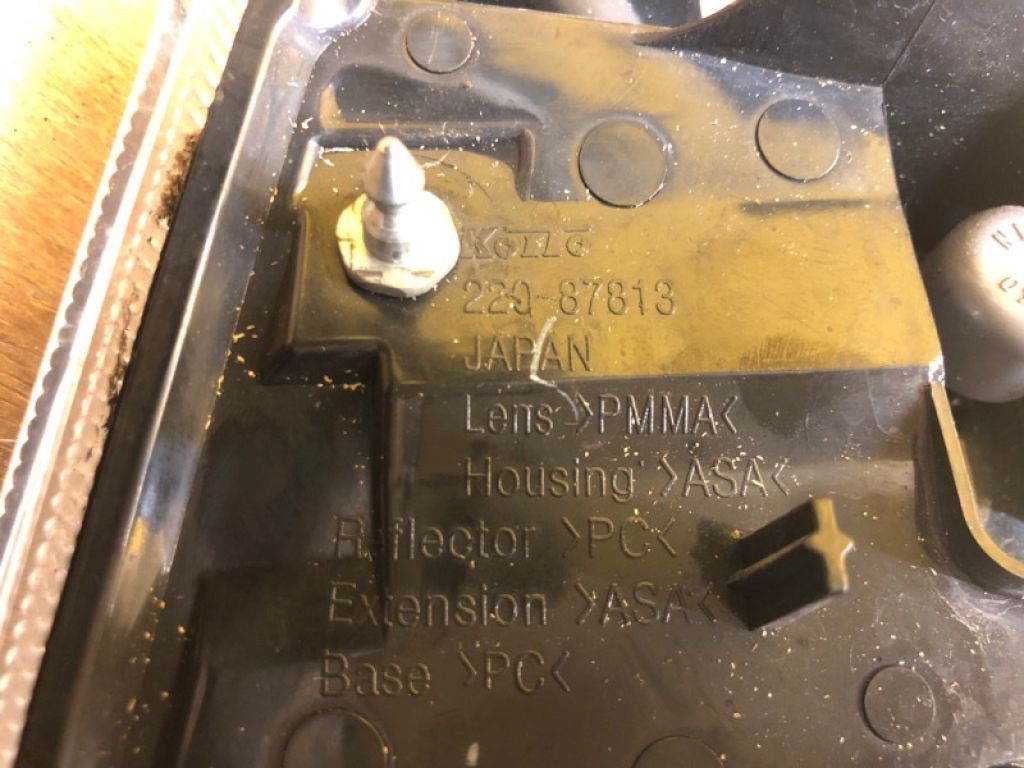 Koito
220-87813
JAPAN
Lens >PMMA<
Housing >ASA<
Reflector >PC<
Extension >ASA<
Base >PC<